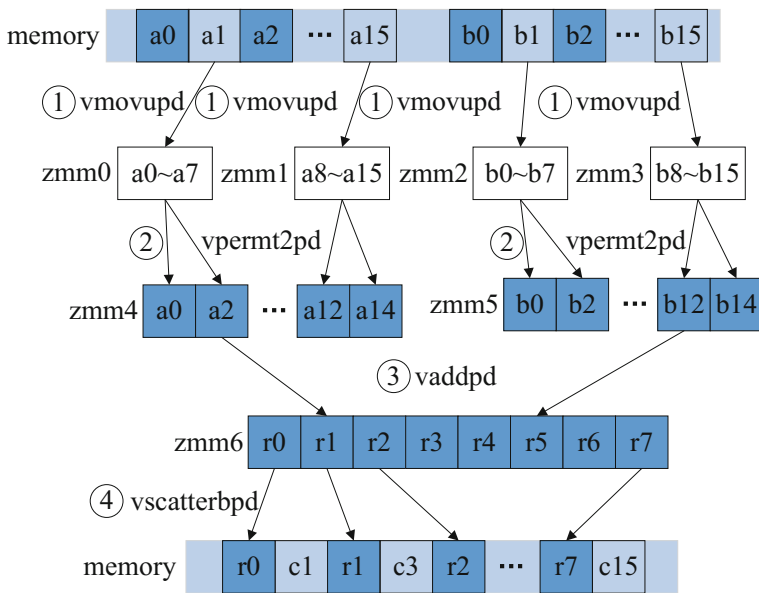 memory a0 a1 a2 ··· a15 b0 b1 b2 ··· b15
① vmovupd ① vmovupd ① vmovupd ① vmovupd
zmm0 a0~a7 zmm1 a8~a15 zmm2 b0~b7 zmm3 b8~b15
② vpermt2pd ② vpermt2pd
zmm4 a0 a2 ··· a12 a14 zmm5 b0 b2 ··· b12 b14
③ vaddpd
zmm6 r0 r1 r2 r3 r4 r5 r6 r7
④ vscatterbpd
memory r0 c1 r1 c3 r2 ··· r7 c15